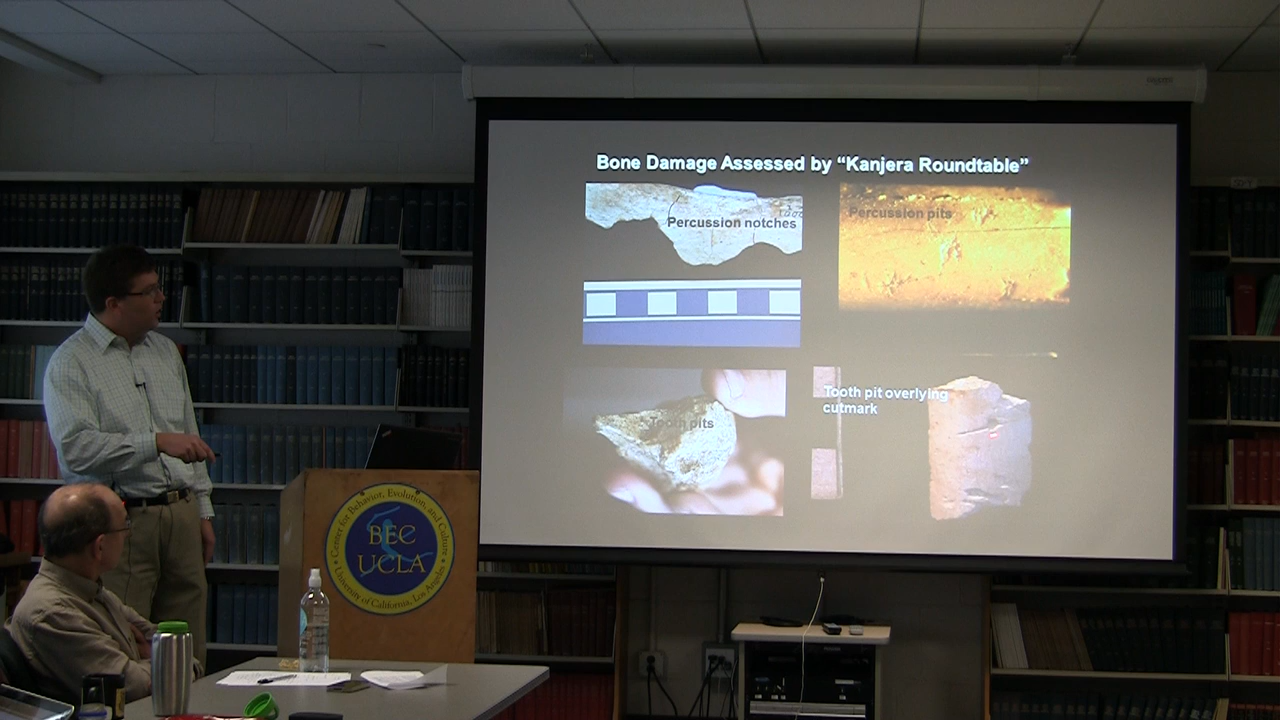 Bone Damage Assessed by “Kanjera Roundtable”
Percussion notches
Percussion pits
Tooth pits
Tooth pit overlying
cutmark
Center for Behavior, Evolution, and Culture
BEC
UCLA
University of California, Los Angeles